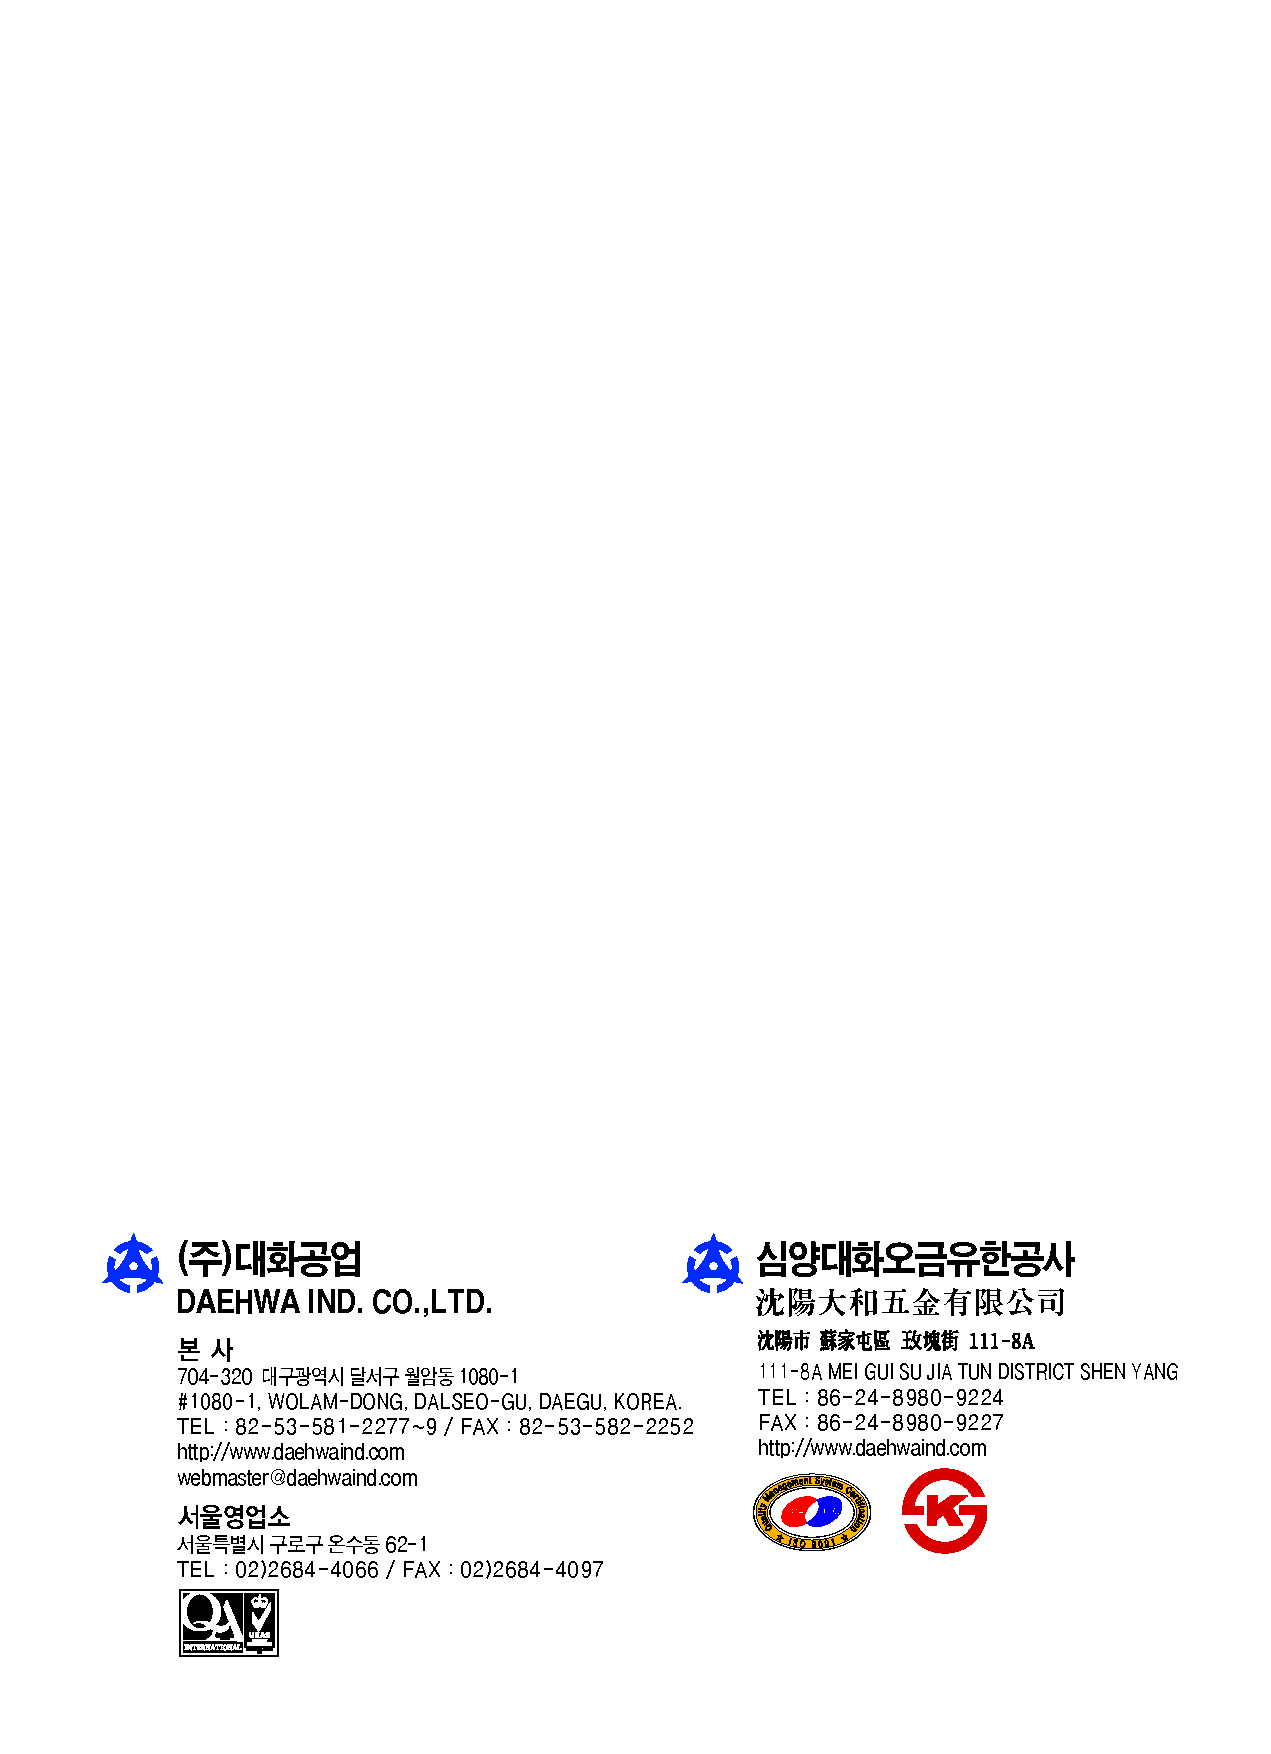 (주)대화공업
DAEHWA IND. CO.,LTD.
본 사
704-320 대구광역시 달서구 월암동 1080-1
#1080-1, WOLAM-DONG, DALSEO-GU, DAEGU, KOREA.
TEL : 82-53-581-2277~9 / FAX : 82-53-582-2252
http://www.daehwaind.com
webmaster@daehwaind.com
서울영업소
서울특별시 구로구 온수동 62-1
TEL : 02)2684-4066 / FAX : 02)2684-4097
QA
INTERNATIONAL
UKAS
심양대화오금유한공사
沈陽大和五金有限公司
沈陽市 蘇家屯區 玫塊街 111-8A
111-8A MEI GUI SU JIA TUN DISTRICT SHEN YANG
TEL : 86-24-8980-9224
FAX : 86-24-8980-9227
http://www.daehwaind.com
Quality Management System Certification
★ ISO 9001 ★
K